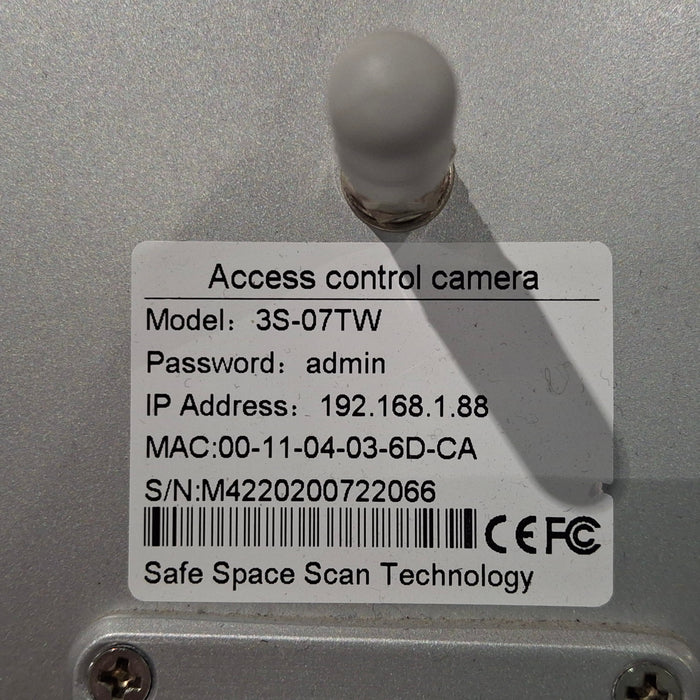 Access control camera
Model： 3S-07TW
Password： admin
IP Address： 192.168.1.88
MAC:00-11-04-03-6D-CA
S/N:M4220200722066
CE FC
Safe Space Scan Technology